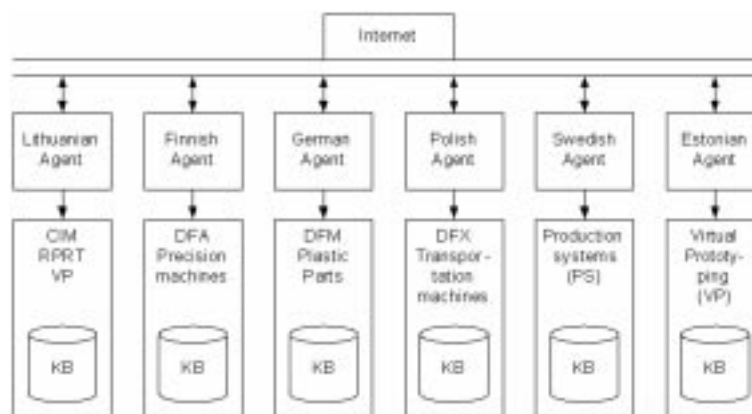 Internet
Lithuanian
Agent
Finnish
Agent
German
Agent
Polish
Agent
Swedish
Agent
Estonian
Agent
CIM
RPRT
VP
DFA
Precision
machines
DFM
Plastic
Parts
DFX
Transpor-
tation
machines
Production
systems
(PS)
Virtual
Prototy-
ping
(VP)
KB
KB
KB
KB
KB
KB